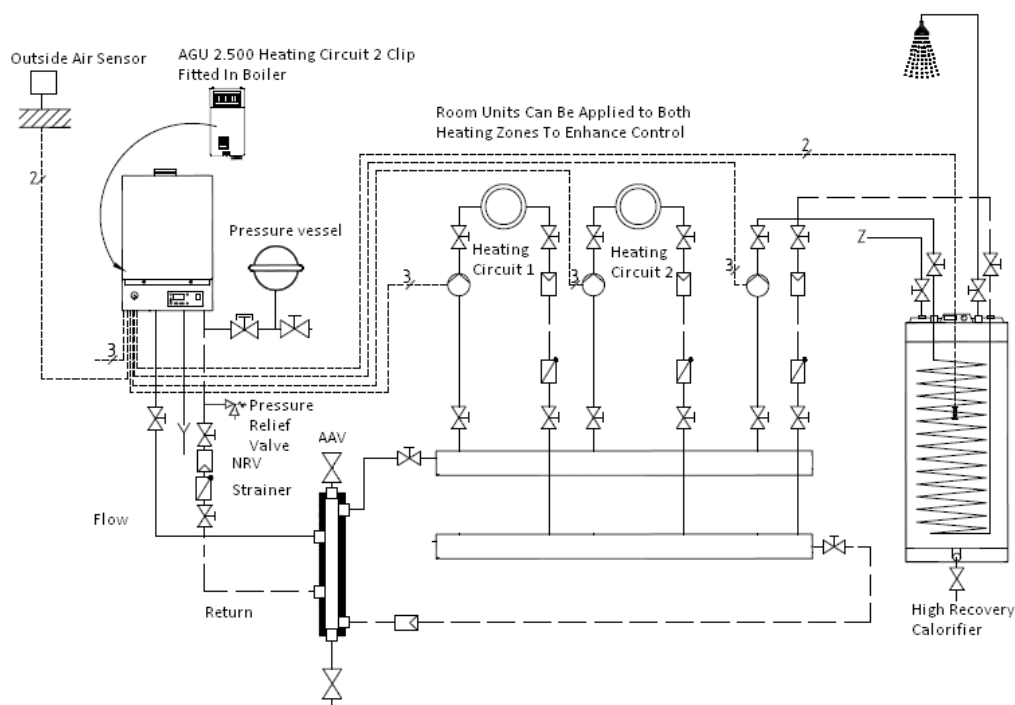 Outside Air Sensor
AGU 2.500 Heating Circuit 2 Clip
Fitted In Boiler
Room Units Can Be Applied to Both
Heating Zones To Enhance Control
2
2
Pressure vessel
Heating
Circuit 1
Heating
Circuit 2
Z
3
3
3
3
Pressure
Relief
Valve
AAV
NRV
Strainer
Flow
Return
High Recovery
Calorifier